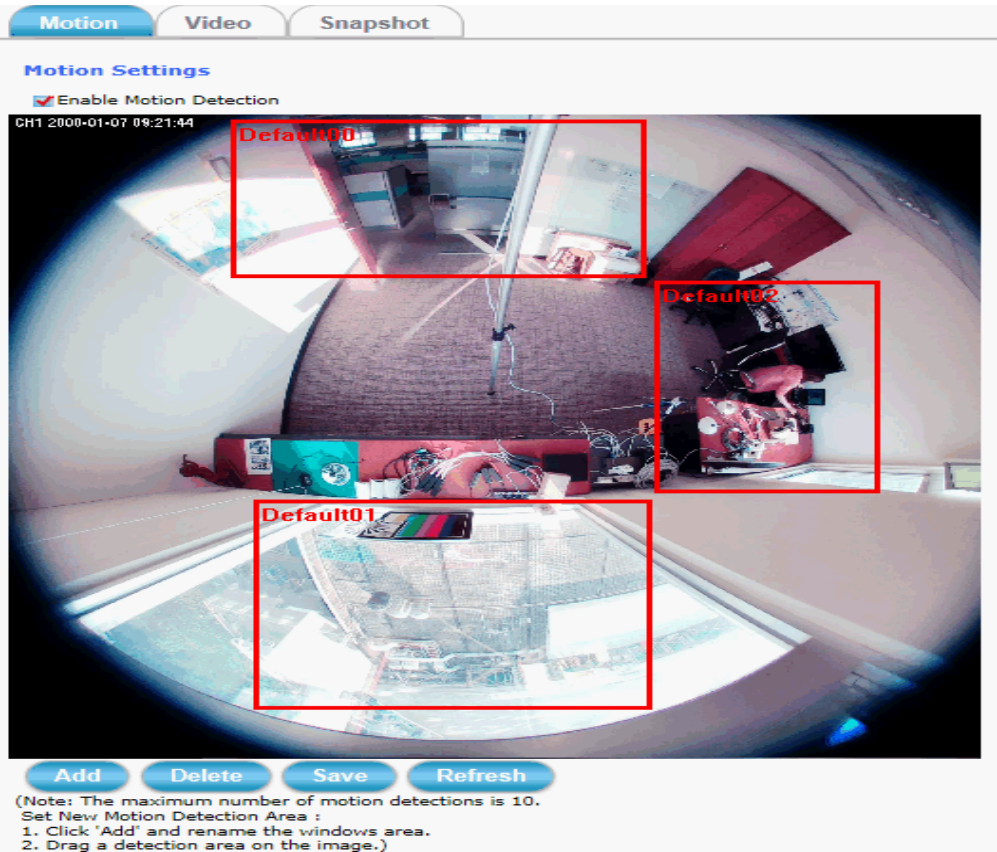 Motion Video Snapshot
Motion Settings
Enable Motion Detection
CH1 2000-01-07 09:21:44
Default00
Default02
Default01
Add Delete Save Refresh
(Note: The maximum number of motion detections is 10.
Set New Motion Detection Area :
1. Click 'Add' and rename the windows area.
2. Drag a detection area on the image.)